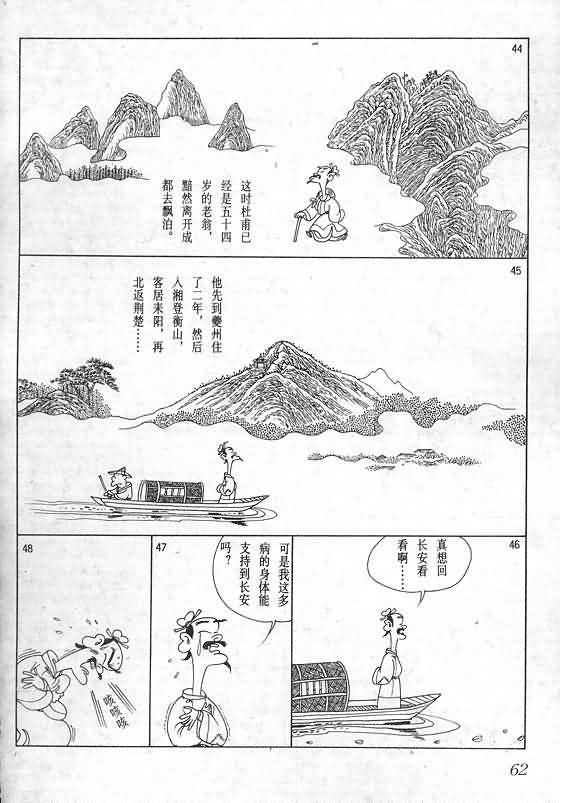 44
这时杜甫已
经是五十四
岁的老翁，
黯然离开成
都去飘泊。
45
他先到夔州住
了二年，然后
入湘登衡山，
客居耒阳，再
北返荆楚……
46
真想回
长安看
看啊……
47
可是我这多
病的身体能
支持到长安
吗？
48
咳
咳
咳
62